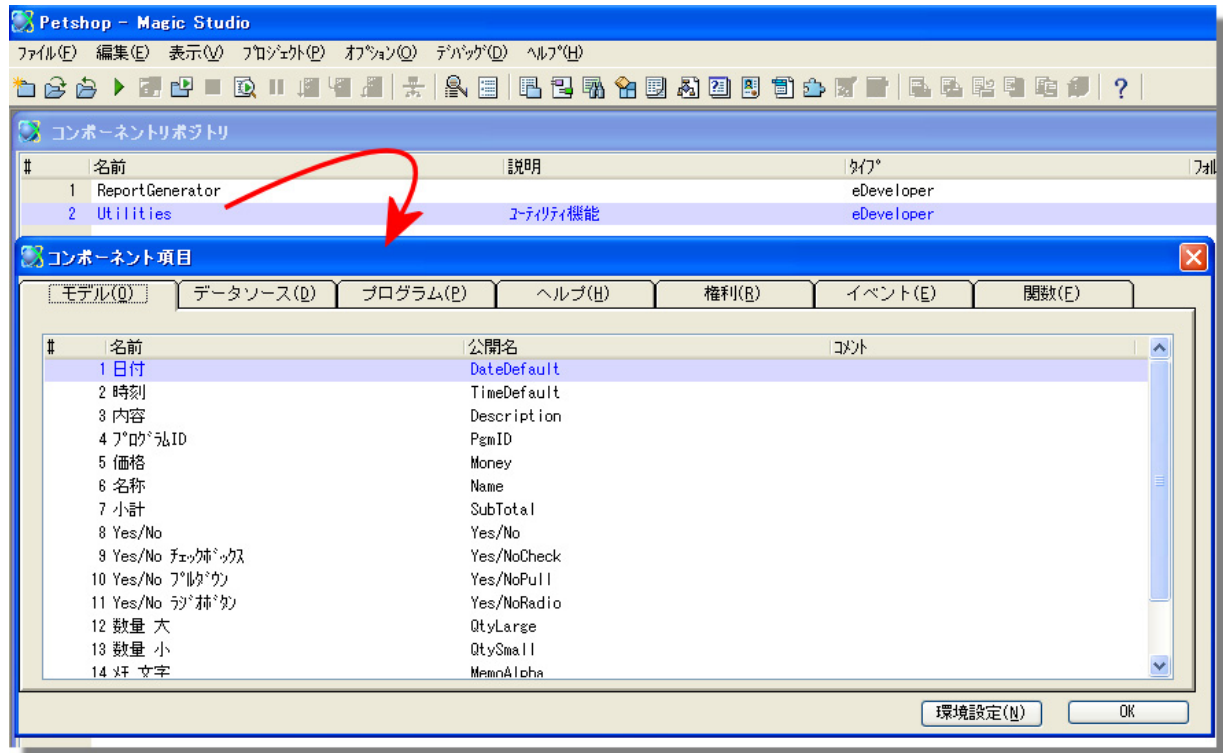 Petshop - Magic Studio
ファイル(F) 編集(E) 表示(V) プロジェクト(P) オプション(O) デバッグ(D) ヘルプ(H)
コンポーネントリポジトリ
# 名前 説明 タイプ
1 ReportGenerator eDeveloper
2 Utilities ユーティリティ機能 eDeveloper
コンポーネント項目
モデル(O) データソース(D) プログラム(P) ヘルプ(H) 権利(R) イベント(E) 関数(F)
# 名前 公開名 コメント
1 日付 DateDefault
2 時刻 TimeDefault
3 内容 Description
4 プログラムID PgmID
5 価格 Money
6 名称 Name
7 小計 SubTotal
8 Yes/No Yes/No
9 Yes/No チェックボックス Yes/NoCheck
10 Yes/No プルダウン Yes/NoPull
11 Yes/No ラジオボタン Yes/NoRadio
12 数量 大 QtyLarge
13 数量 小 QtySmall
14 メモ 文字 MemoAlpha
環境設定(N) OK